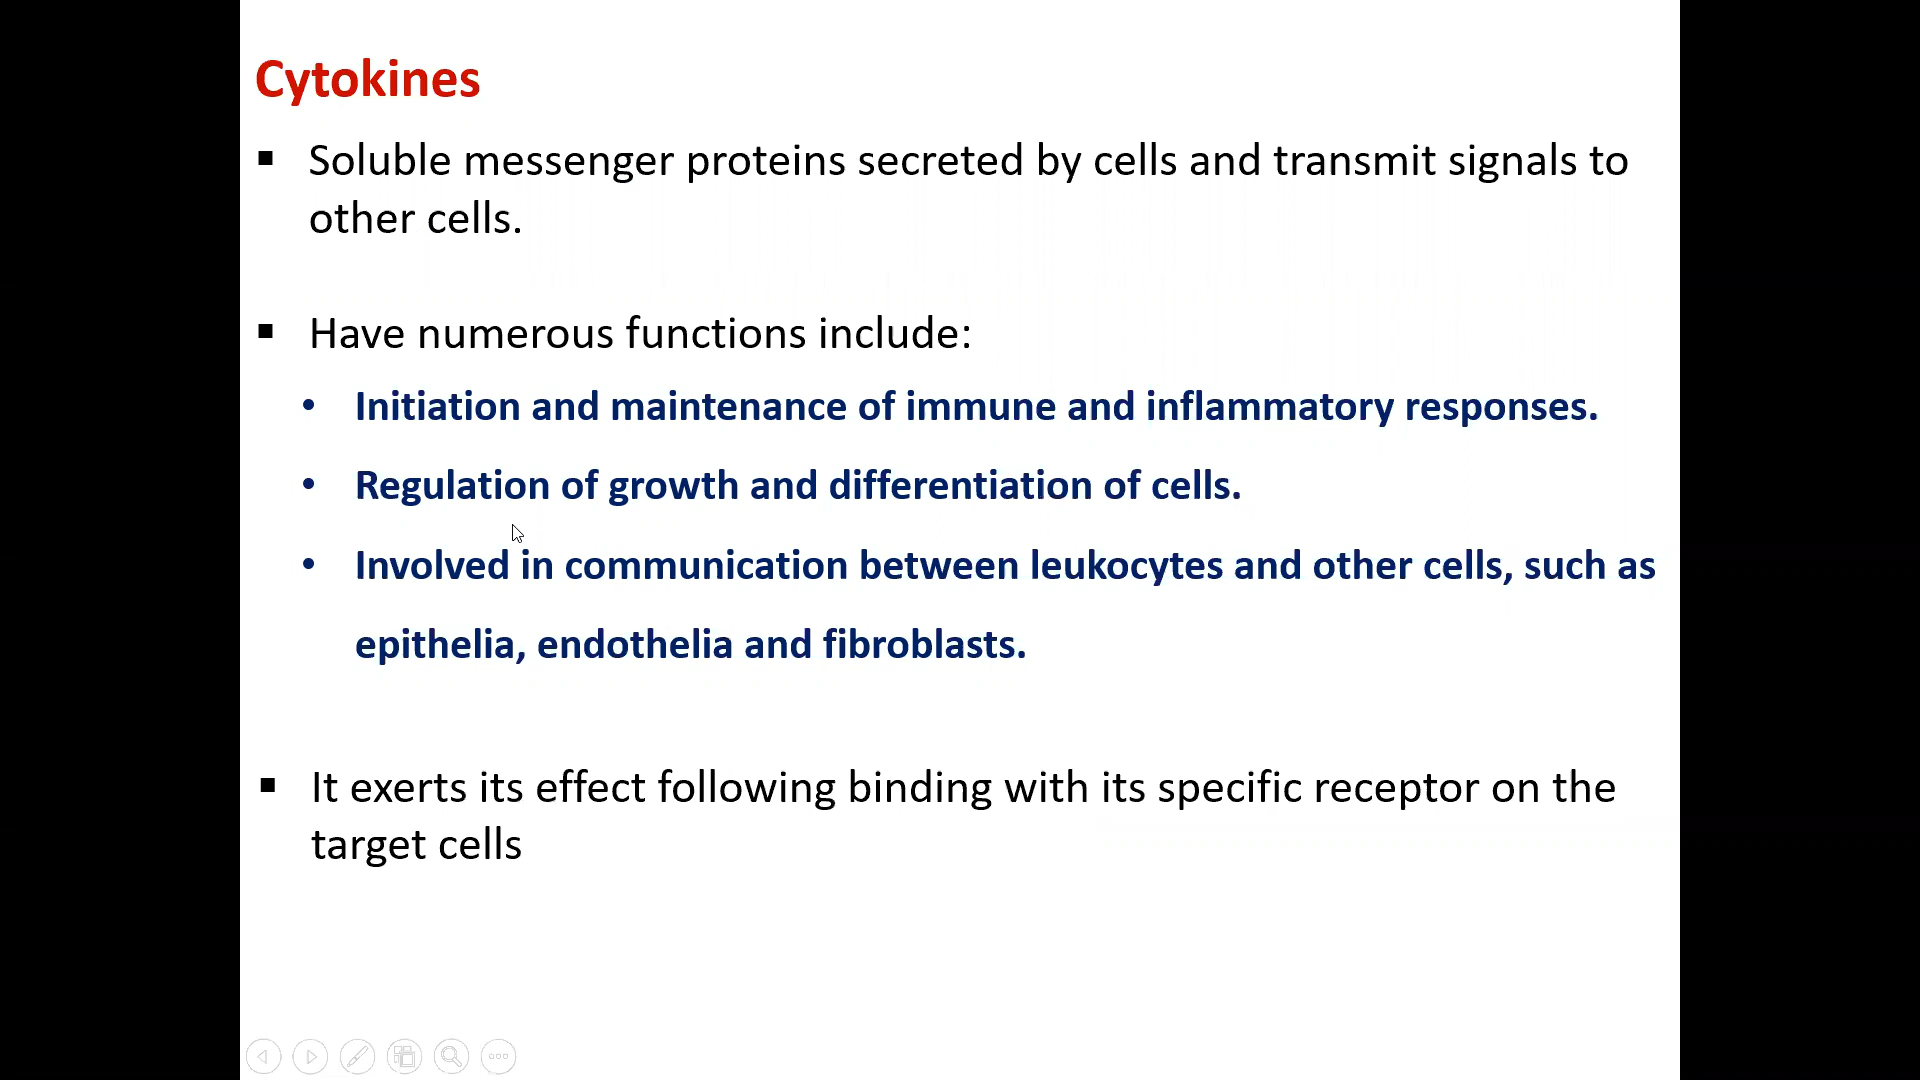 Cytokines
▪ Soluble messenger proteins secreted by cells and transmit signals to
other cells.
▪ Have numerous functions include:
• Initiation and maintenance of immune and inflammatory responses.
• Regulation of growth and differentiation of cells.
• Involved in communication between leukocytes and other cells, such as
epithelia, endothelia and fibroblasts.
▪ It exerts its effect following binding with its specific receptor on the
target cells